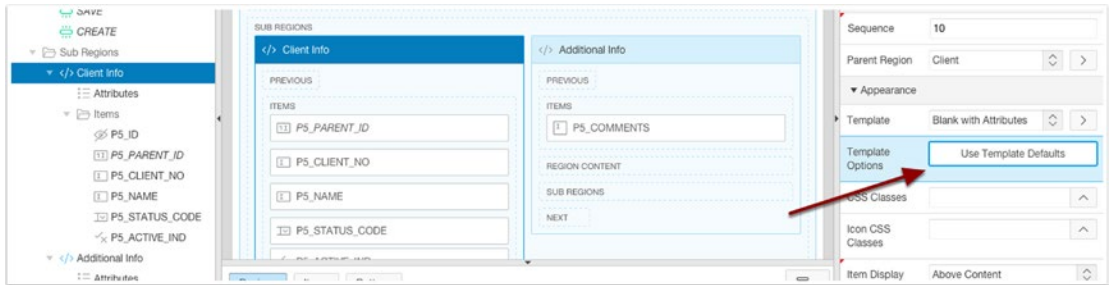 SAVE
CREATE
Sub Regions
</> Client Info
Attributes
Items
P5_ID
P5_PARENT_ID
P5_CLIENT_NO
P5_NAME
P5_STATUS_CODE
P5_ACTIVE_IND
</> Additional Info
Attributes
SUB REGIONS
</> Client Info
PREVIOUS
ITEMS
P5_PARENT_ID
P5_CLIENT_NO
P5_NAME
P5_STATUS_CODE
P5_ACTIVE_IND
</> Additional Info
PREVIOUS
ITEMS
P5_COMMENTS
REGION CONTENT
SUB REGIONS
NEXT
Sequence 10
Parent Region Client
Appearance
Template Blank with Attributes
Template Options Use Template Defaults
CSS Classes
Icon CSS
Classes
Item Display Above Content